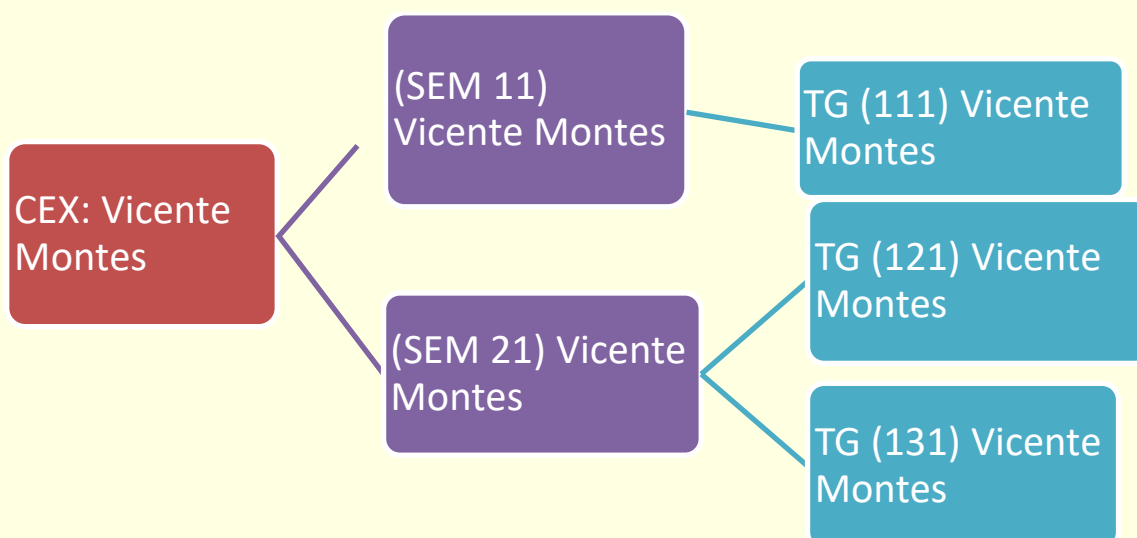 CEX: Vicente
Montes
(SEM 11)
Vicente Montes
TG (111) Vicente
Montes
(SEM 21) Vicente
Montes
TG (121) Vicente
Montes
TG (131) Vicente
Montes